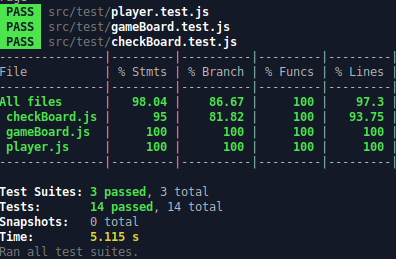 PASS src/test/player.test.js
PASS src/test/gameBoard.test.js
PASS src/test/checkBoard.test.js
---------------|---------|----------|---------|---------|
File | % Stmts | % Branch | % Funcs | % Lines |
---------------|---------|----------|---------|---------|
All files | 98.04 | 86.67 | 100 | 97.3 |
checkBoard.js | 95 | 81.82 | 100 | 93.75 |
gameBoard.js | 100 | 100 | 100 | 100 |
player.js | 100 | 100 | 100 | 100 |
---------------|---------|----------|---------|---------|
Test Suites: 3 passed, 3 total
Tests: 14 passed, 14 total
Snapshots: 0 total
Time: 5.115 s
Ran all test suites.